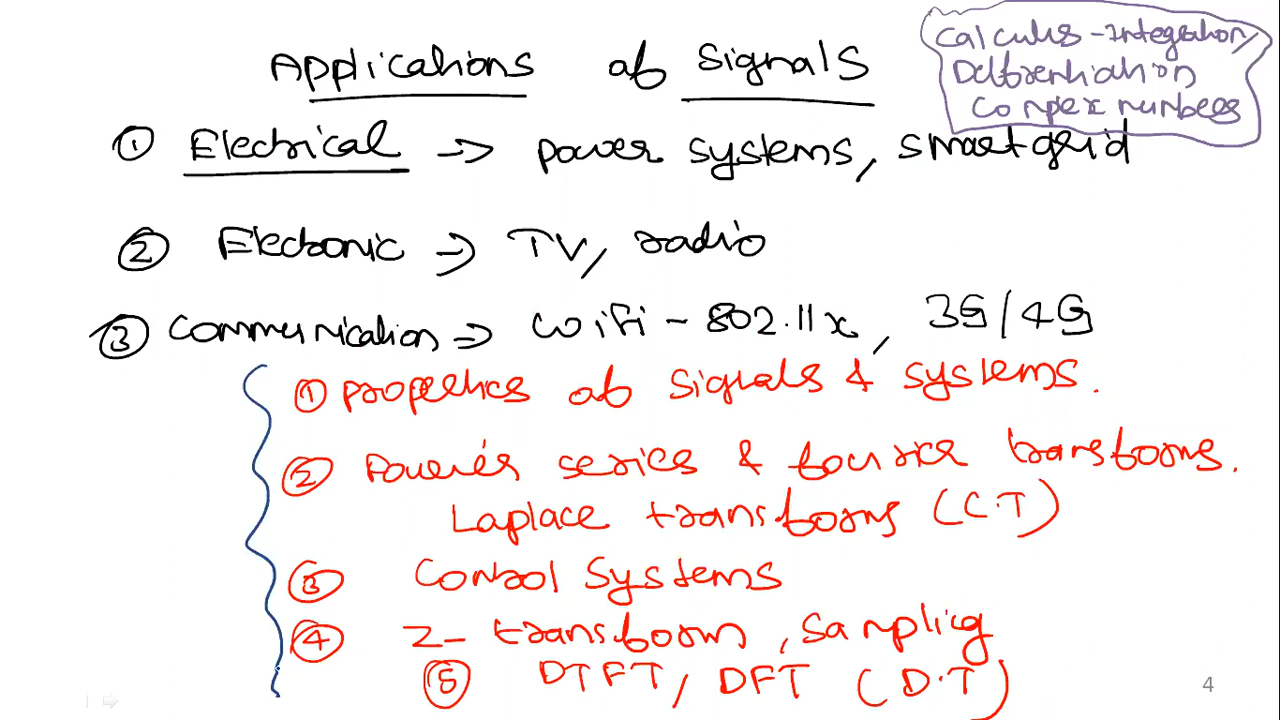 Applications of Signals
Calculus - Integration,
Differentiation
Complex numbers
① Electrical → power systems, smart grid
② Electronic → TV, radio
③ Communication → WiFi - 802.11x, 3G/4G
① Properties of Signals & systems.
② Fourier series & fourier transforms.
Laplace transforms (C.T)
③ Control Systems
④ Z- transform, Sampling
⑤ DTFT, DFT (D.T)
4